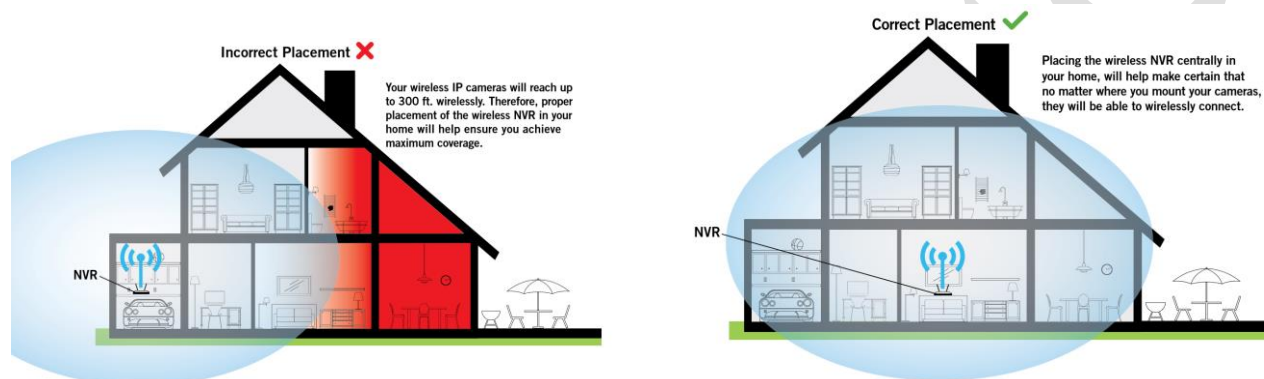 Incorrect Placement
Your wireless IP cameras will reach up
to 300 ft. wirelessly. Therefore, proper
placement of the wireless NVR in your
home will help ensure you achieve
maximum coverage.
NVR
Correct Placement
Placing the wireless NVR centrally in
your home, will help make certain that
no matter where you mount your cameras,
they will be able to wirelessly connect.
NVR